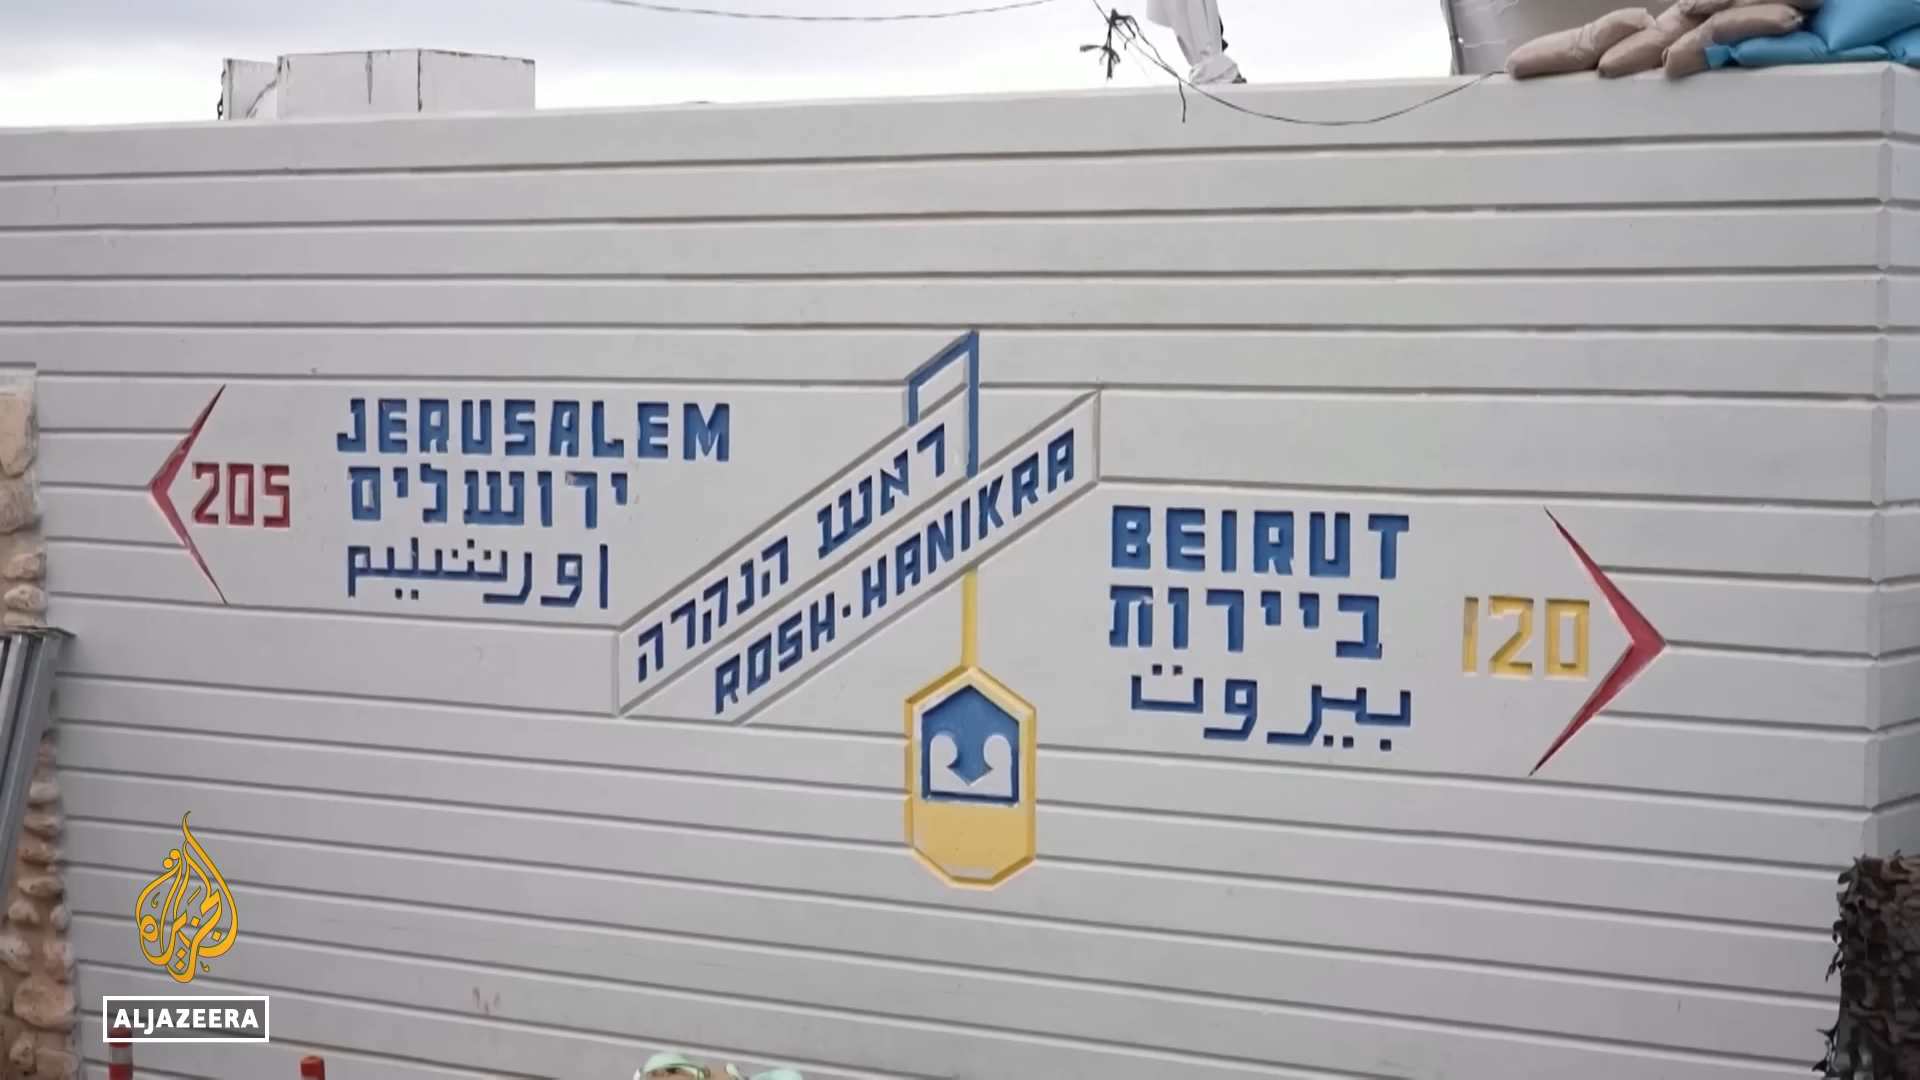 205
JERUSALEM
ירושלים
اورشليم
ראש הנקרה
ROSH-HANIKRA
BEIRUT
ביירות
بيروت
120
الجزيرة
ALJAZEERA